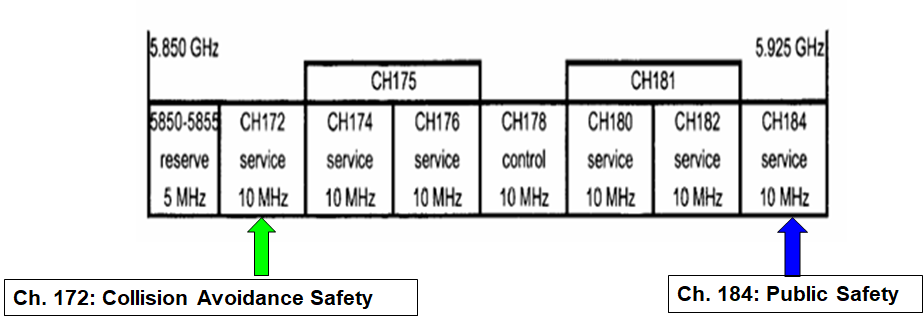 5.850 GHz
5.925 GHz
CH175
CH181
5850-5855
reserve
5 MHz
CH172
service
10 MHz
CH174
service
10 MHz
CH176
service
10 MHz
CH178
control
10 MHz
CH180
service
10 MHz
CH182
service
10 MHz
CH184
service
10 MHz
Ch. 172: Collision Avoidance Safety
Ch. 184: Public Safety